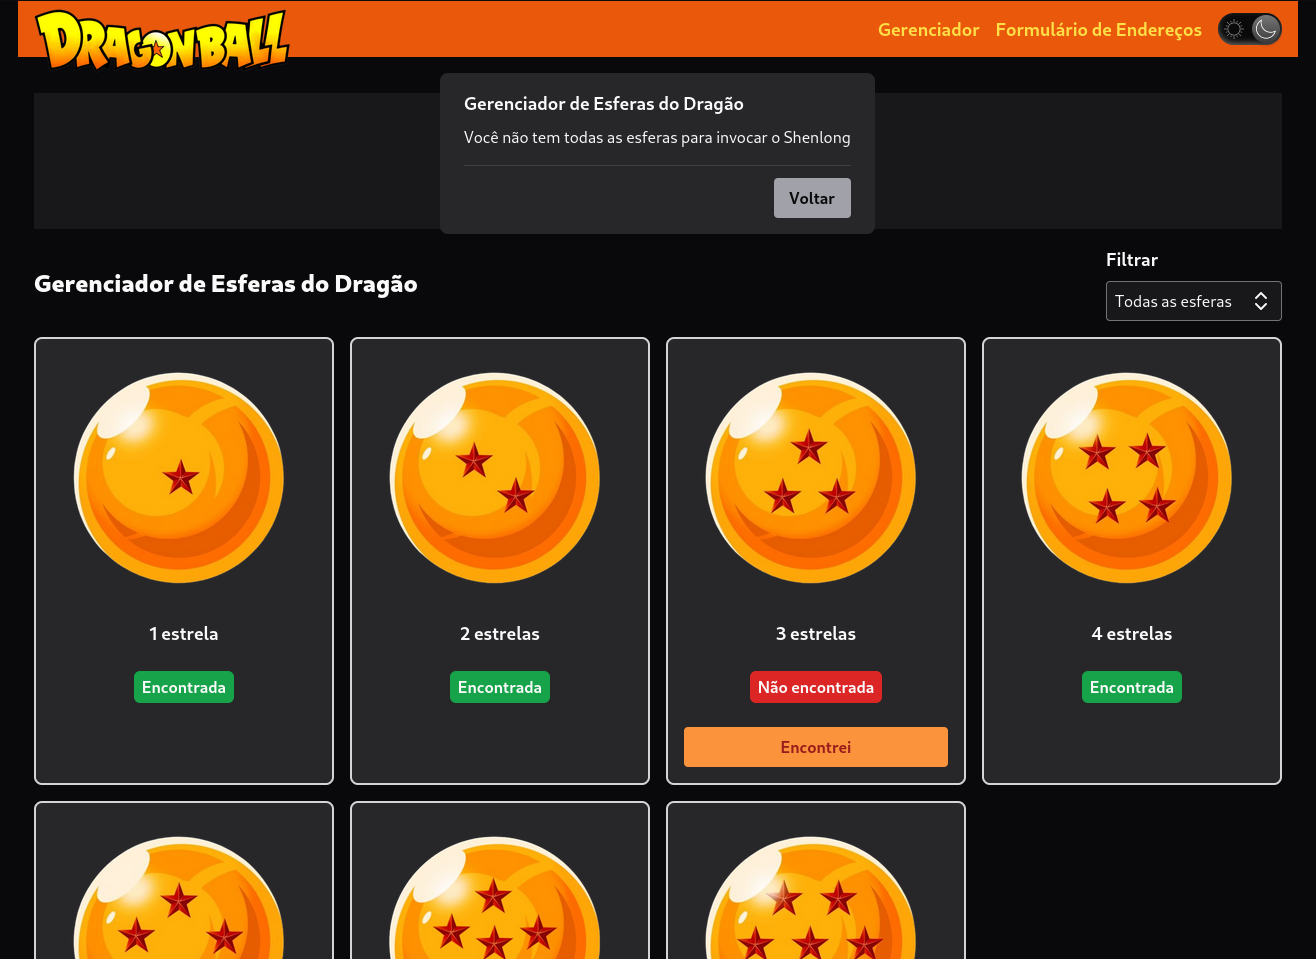 DRAGONBALL
Gerenciador
Formulário de Endereços
Gerenciador de Esferas do Dragão
Você não tem todas as esferas para invocar o Shenlong
Voltar
Gerenciador de Esferas do Dragão
Filtrar
Todas as esferas
1 estrela
2 estrelas
3 estrelas
4 estrelas
Encontrada
Encontrada
Não encontrada
Encontrada
Encontrei